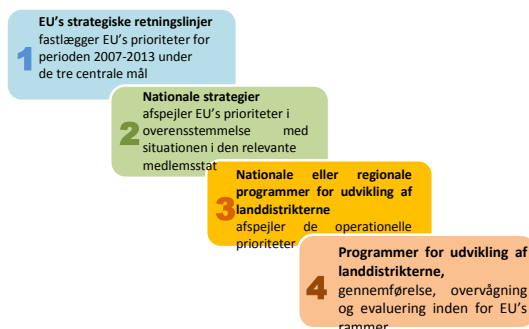 EU's strategiske retningslinjer
fastlægger EU's prioriteter for
perioden 2007-2013 under
de tre centrale mål
1
Nationale strategier
afspejler EU's prioriteter i
overensstemmelse med
situationen i den relevante
medlemsstat
2
Nationale eller regionale
programmer for udvikling af
landdistrikterne
afspejler de operationelle
prioriteter
3
Programmer for udvikling af
landdistrikterne,
gennemførelse, overvågning
og evaluering inden for EU's
rammer
4